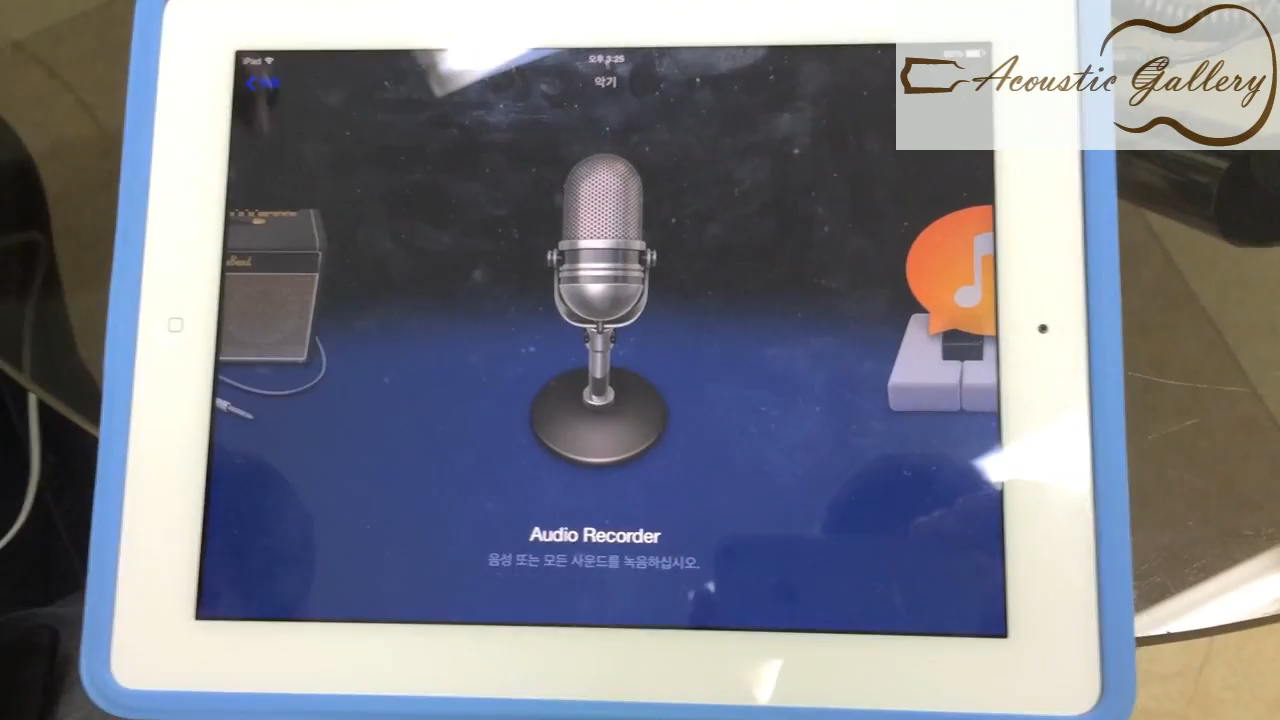 iPad
오후 3:25
악기
Acoustic Gallery
Audio Recorder
음성 또는 모든 사운드를 녹음하십시오.